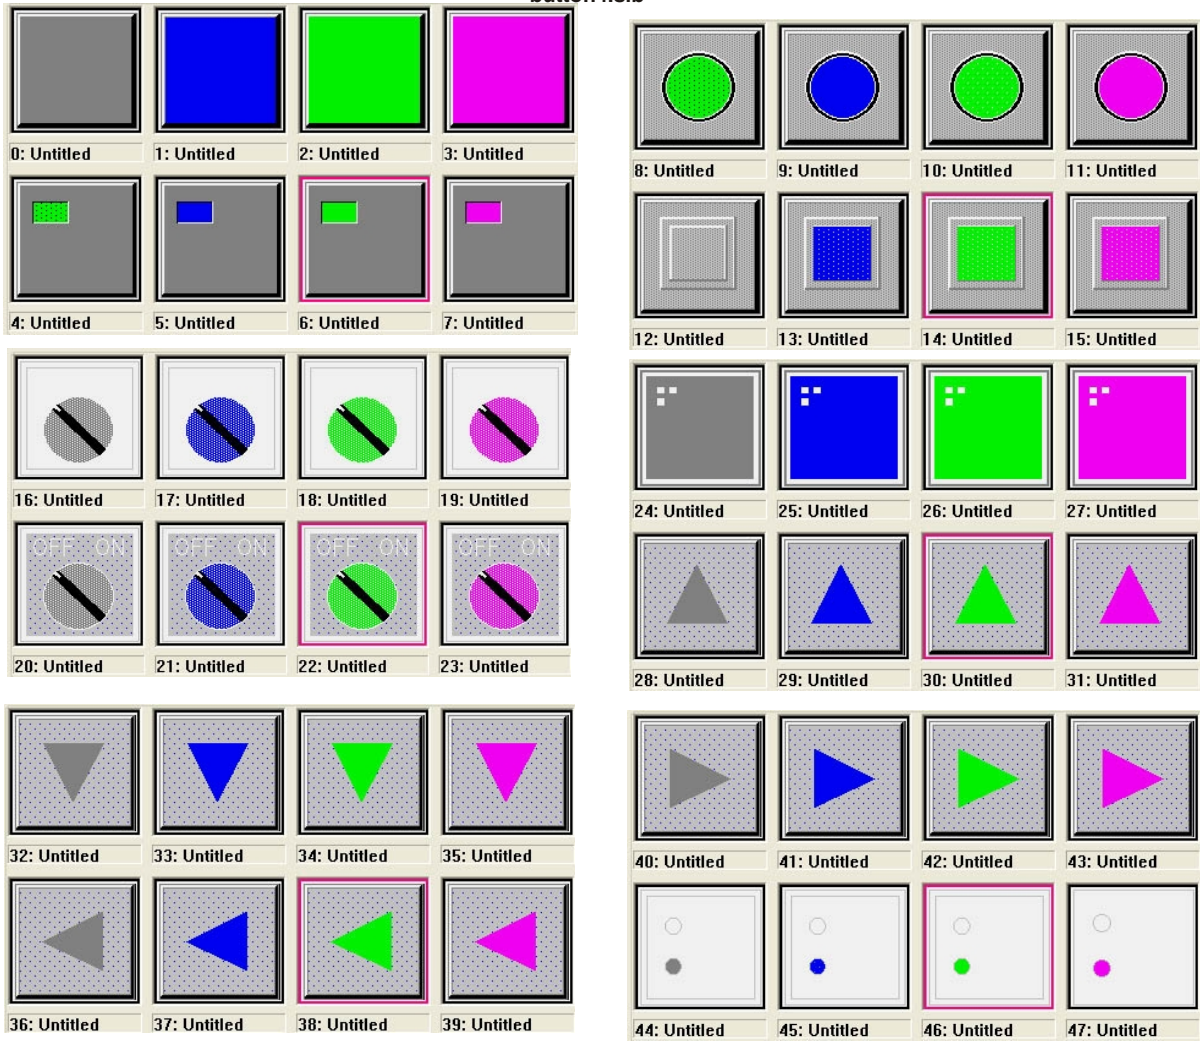 0: Untitled 1: Untitled 2: Untitled 3: Untitled
4: Untitled 5: Untitled 6: Untitled 7: Untitled
8: Untitled 9: Untitled 10: Untitled 11: Untitled
12: Untitled 13: Untitled 14: Untitled 15: Untitled
16: Untitled 17: Untitled 18: Untitled 19: Untitled
OFF ON OFF ON OFF ON OFF ON
20: Untitled 21: Untitled 22: Untitled 23: Untitled
24: Untitled 25: Untitled 26: Untitled 27: Untitled
28: Untitled 29: Untitled 30: Untitled 31: Untitled
32: Untitled 33: Untitled 34: Untitled 35: Untitled
36: Untitled 37: Untitled 38: Untitled 39: Untitled
40: Untitled 41: Untitled 42: Untitled 43: Untitled
44: Untitled 45: Untitled 46: Untitled 47: Untitled